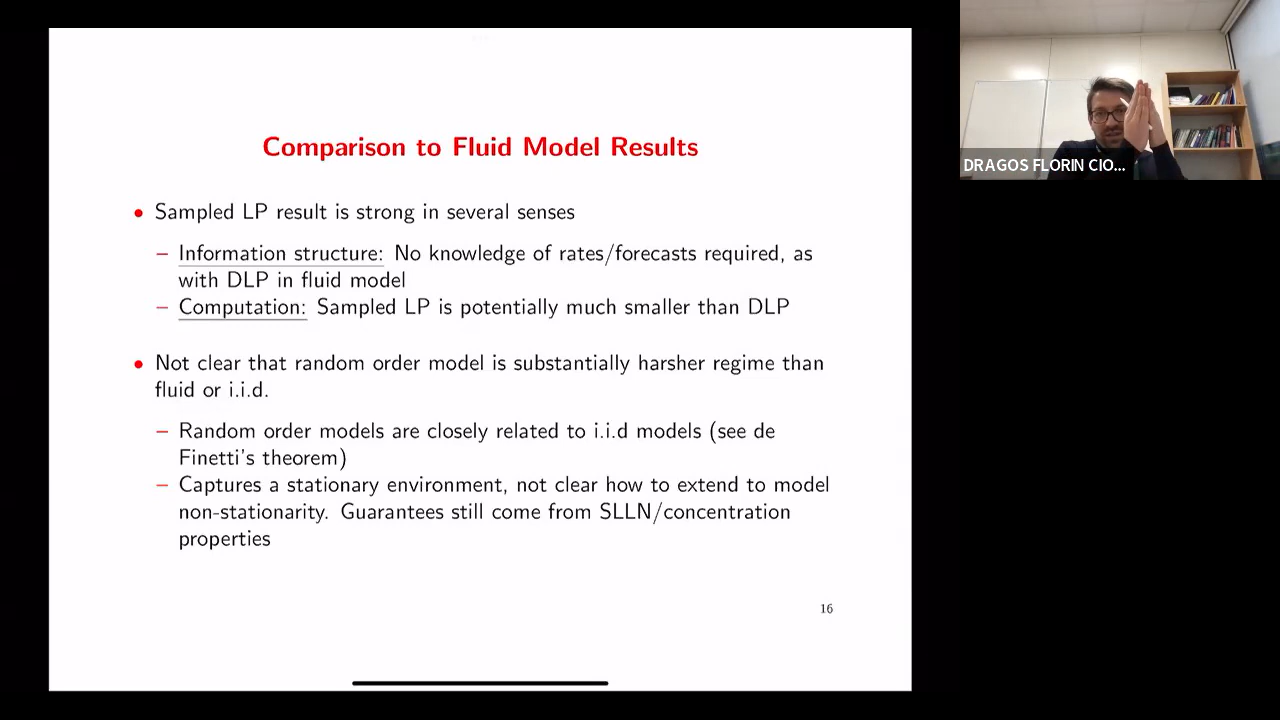 Comparison to Fluid Model Results
• Sampled LP result is strong in several senses
– Information structure: No knowledge of rates/forecasts required, as
with DLP in fluid model
– Computation: Sampled LP is potentially much smaller than DLP
• Not clear that random order model is substantially harsher regime than
fluid or i.i.d.
– Random order models are closely related to i.i.d models (see de
Finetti's theorem)
– Captures a stationary environment, not clear how to extend to model
non-stationarity. Guarantees still come from SLLN/concentration
properties
16
DRAGOS FLORIN CIO...